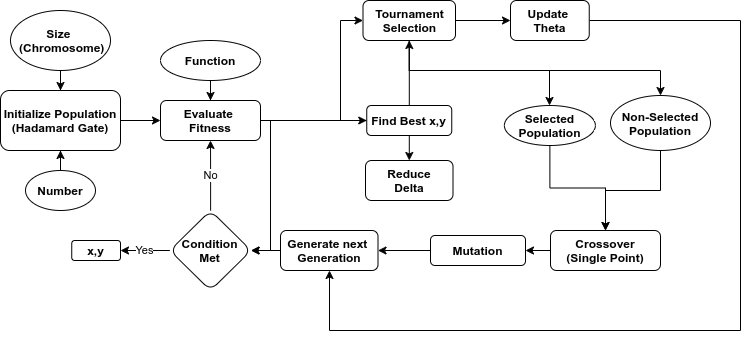 Size
(Chromosome)
Initialize Population
(Hadamard Gate)
Number
Function
Evaluate
Fitness
Tournament
Selection
Update
Theta
Find Best x,y
Reduce
Delta
Selected
Population
Non-Selected
Population
Crossover
(Single Point)
Mutation
Generate next
Generation
Condition
Met
No
Yes
x,y